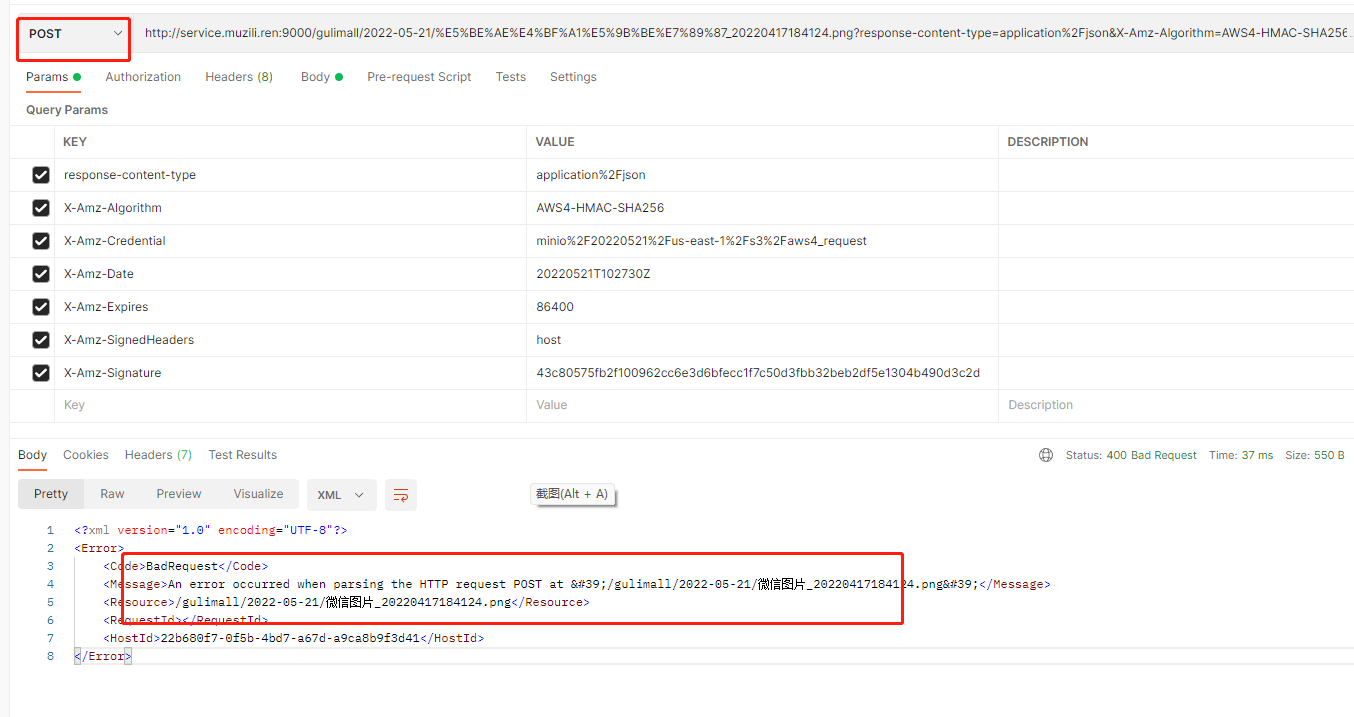 POST http://service.muzili.ren:9000/gulimall/2022-05-21/%E5%BE%AE%E4%BF%A1%E5%9B%BE%E7%89%87_20220417184124.png?response-content-type=application%2Fjson&X-Amz-Algorithm=AWS4-HMAC-SHA256
Params Authorization Headers (8) Body Pre-request Script Tests Settings
Query Params
KEY VALUE DESCRIPTION
response-content-type application%2Fjson
X-Amz-Algorithm AWS4-HMAC-SHA256
X-Amz-Credential minio%2F20220521%2Fus-east-1%2Fs3%2Faws4_request
X-Amz-Date 20220521T102730Z
X-Amz-Expires 86400
X-Amz-SignedHeaders host
X-Amz-Signature 43c80575fb2f100962cc6e3d6bfecc1f7c50d3fbb32beb2df5e1304b490d3c2d
Key Value Description
Body Cookies Headers (7) Test Results Status: 400 Bad Request Time: 37 ms Size: 550 B
Pretty Raw Preview Visualize XML 截图(Alt + A)
1 <?xml version="1.0" encoding="UTF-8"?>
2 <Error>
3 <Code>BadRequest</Code>
4 <Message>An error occurred when parsing the HTTP request POST at &#39;/gulimall/2022-05-21/微信图片_20220417184124.png&#39;</Message>
5 <Resource>/gulimall/2022-05-21/微信图片_20220417184124.png</Resource>
6 <RequestId></RequestId>
7 <HostId>22b680f7-0f5b-4bd7-a67d-a9ca8b9f3d41</HostId>
8 </Error>